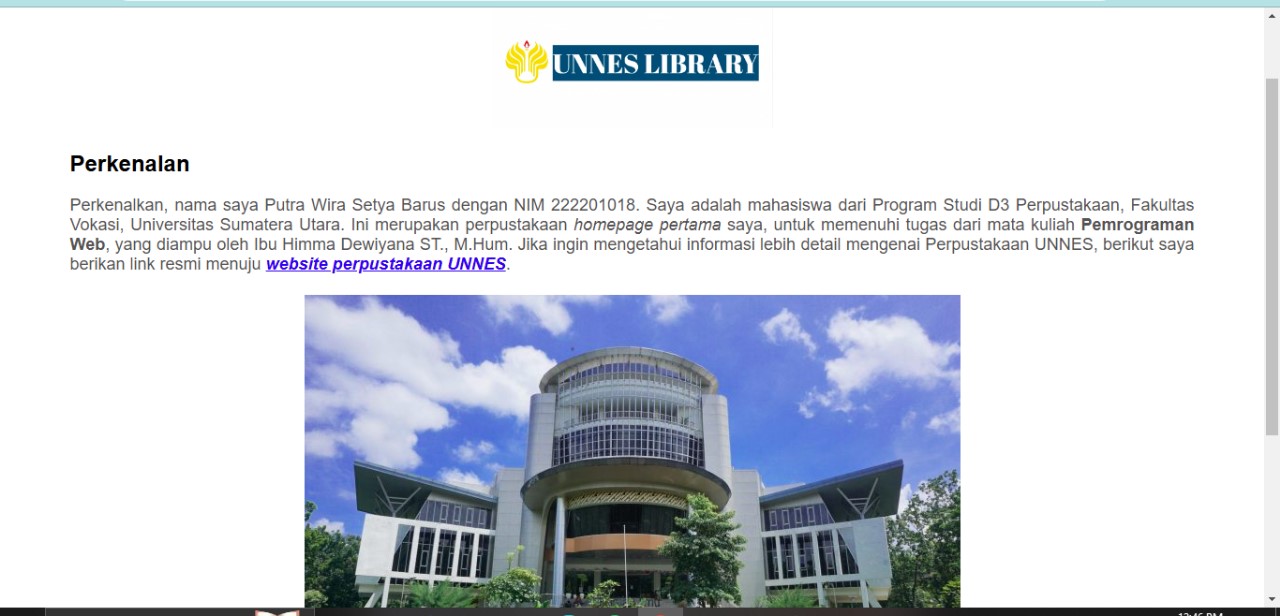 UNNES LIBRARY
Perkenalan
Perkenalkan, nama saya Putra Wira Setya Barus dengan NIM 222201018. Saya adalah mahasiswa dari Program Studi D3 Perpustakaan, Fakultas
Vokasi, Universitas Sumatera Utara. Ini merupakan perpustakaan homepage pertama saya, untuk memenuhi tugas dari mata kuliah Pemrograman
Web, yang diampu oleh Ibu Himma Dewiyana ST., M.Hum. Jika ingin mengetahui informasi lebih detail mengenai Perpustakaan UNNES, berikut saya
berikan link resmi menuju website perpustakaan UNNES.